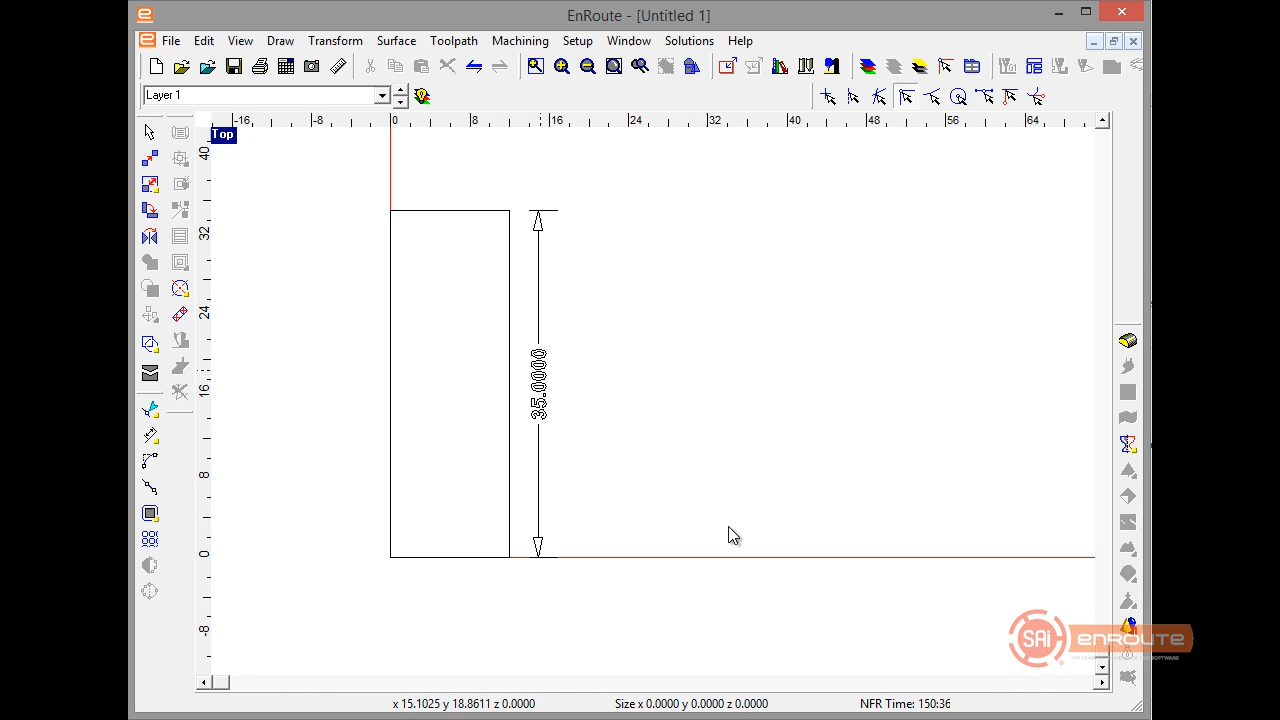 EnRoute - [Untitled 1]
File Edit View Draw Transform Surface Toolpath Machining Setup Window Solutions Help
Layer 1
-16 -8 0 8 16 24 32 40 48 56 64
Top
40
32
24
16
8
0
-8
35.0000
SAi ENROUTE
x 15.1025 y 18.8611 z 0.0000 Size x 0.0000 y 0.0000 z 0.0000 NFR Time: 150:36